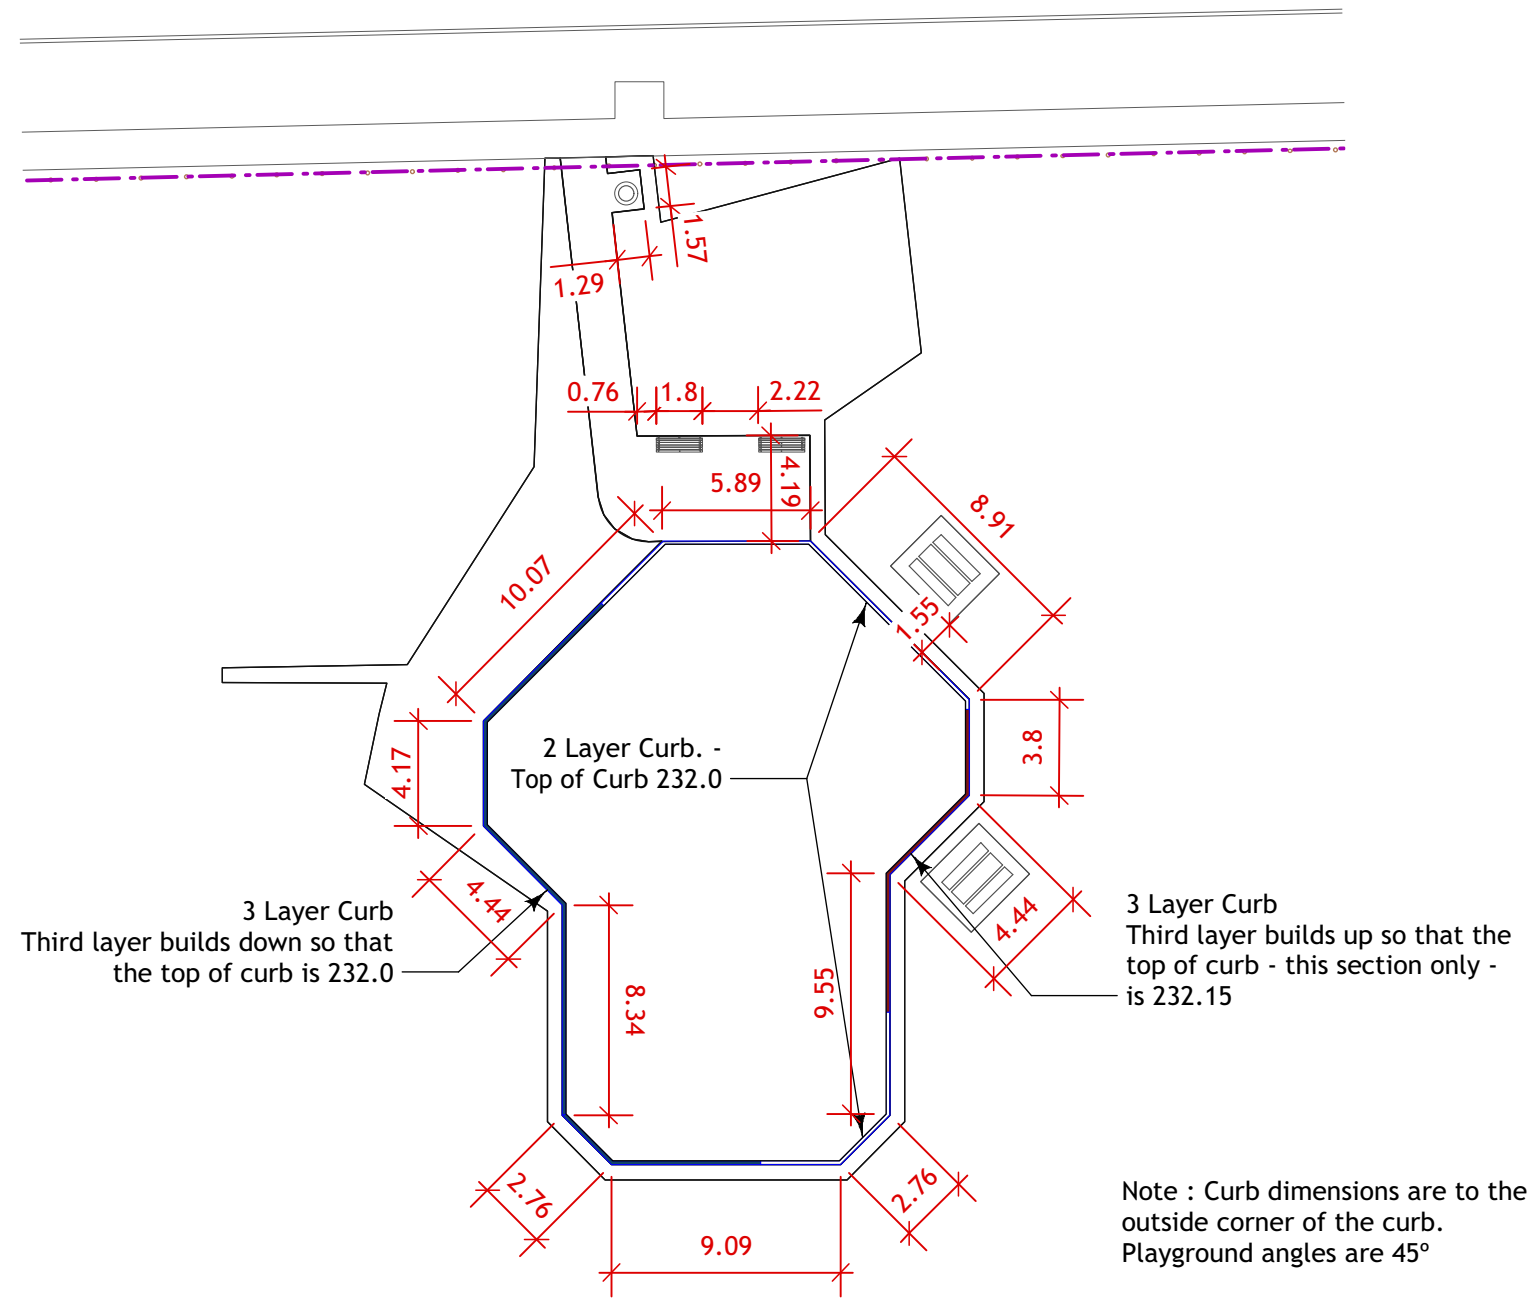 1.57
1.29
0.76
1.8
2.22
5.89
4.19
8.91
10.07
1.55
2 Layer Curb. -
Top of Curb 232.0
3.8
4.17
4.44
3 Layer Curb
Third layer builds down so that
the top of curb is 232.0
4.44
3 Layer Curb
Third layer builds up so that the
top of curb - this section only -
is 232.15
8.34
9.55
2.76
2.76
9.09
Note : Curb dimensions are to the
outside corner of the curb.
Playground angles are 45º